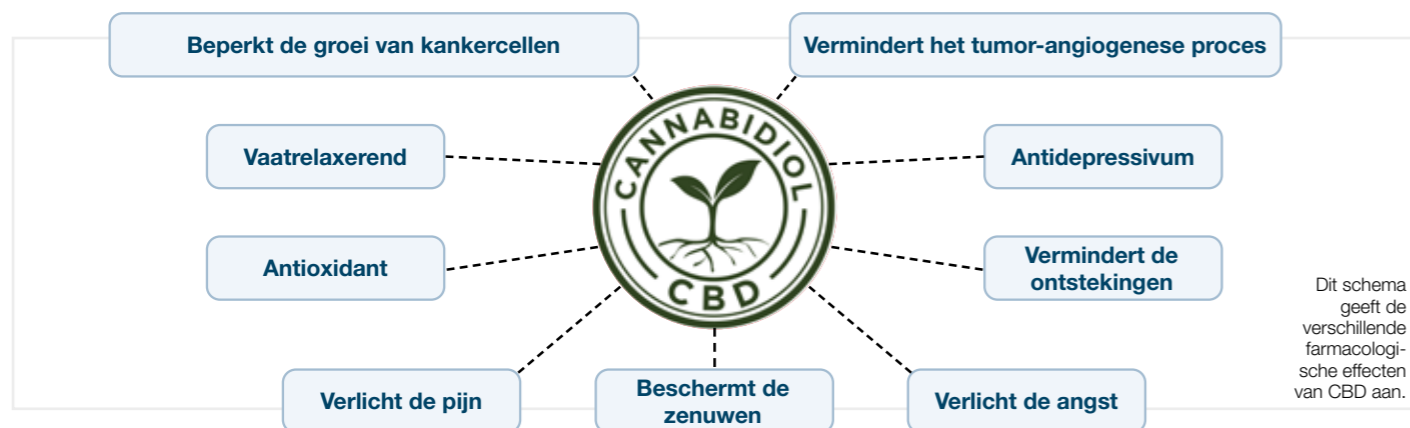 Beperkt de groei van kankercellen
Vermindert het tumor-angiogenese proces
CANNABIDIOL
CBD
Vaatrelaxerend
Antidepressivum
Antioxidant
Vermindert de
ontstekingen
Verlicht de pijn
Beschermt de
zenuwen
Verlicht de angst
Dit schema
geeft de
verschillende
farmacologi-
sche effecten
van CBD aan.